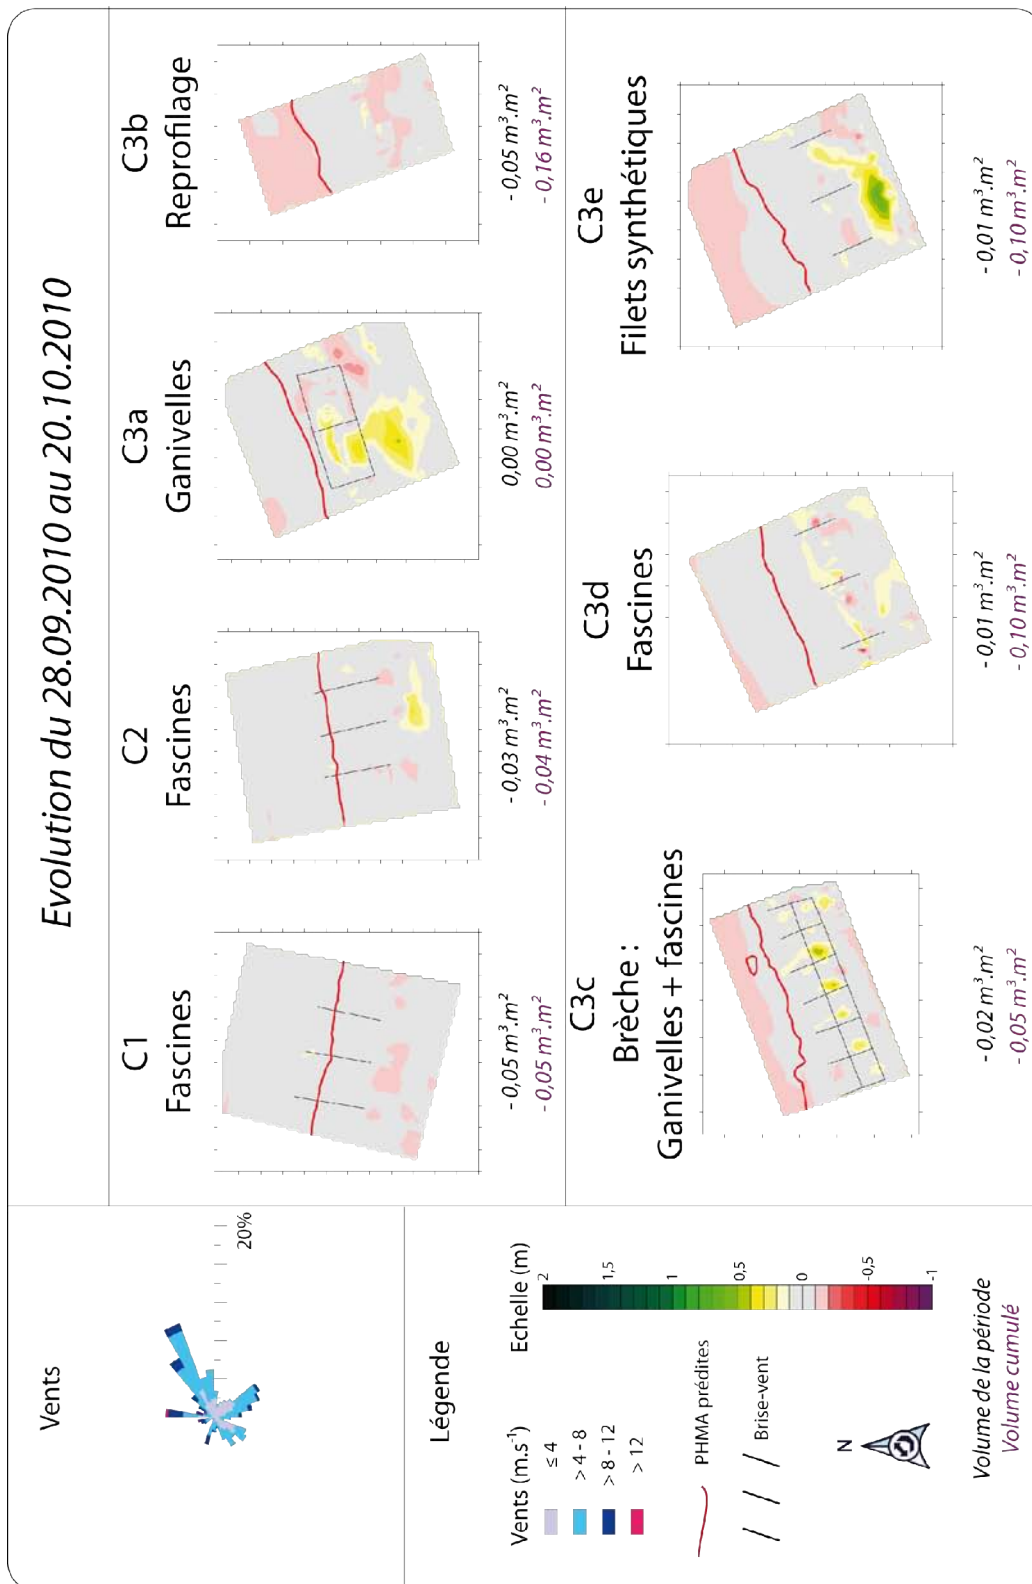 Evolution du 28.09.2010 au 20.10.2010
Vents
20%
C1
Fascines
- 0,05 m³.m²
- 0,05 m³.m²
C2
Fascines
- 0,03 m³.m²
- 0,04 m³.m²
C3a
Ganivelles
0,00 m³.m²
0,00 m³.m²
C3b
Reprofilage
- 0,05 m³.m²
- 0,16 m³.m²
Légende
Vents (m.s⁻¹)
≤ 4
> 4 - 8
> 8 - 12
> 12
PHMA prédites
Brise-vent
N
Echelle (m)
2
1,5
1
0,5
0
-0,5
-1
Volume de la période
Volume cumulé
C3c
Brèche :
Ganivelles + fascines
- 0,02 m³.m²
- 0,05 m³.m²
C3d
Fascines
- 0,01 m³.m²
- 0,10 m³.m²
C3e
Filets synthétiques
- 0,01 m³.m²
- 0,10 m³.m²